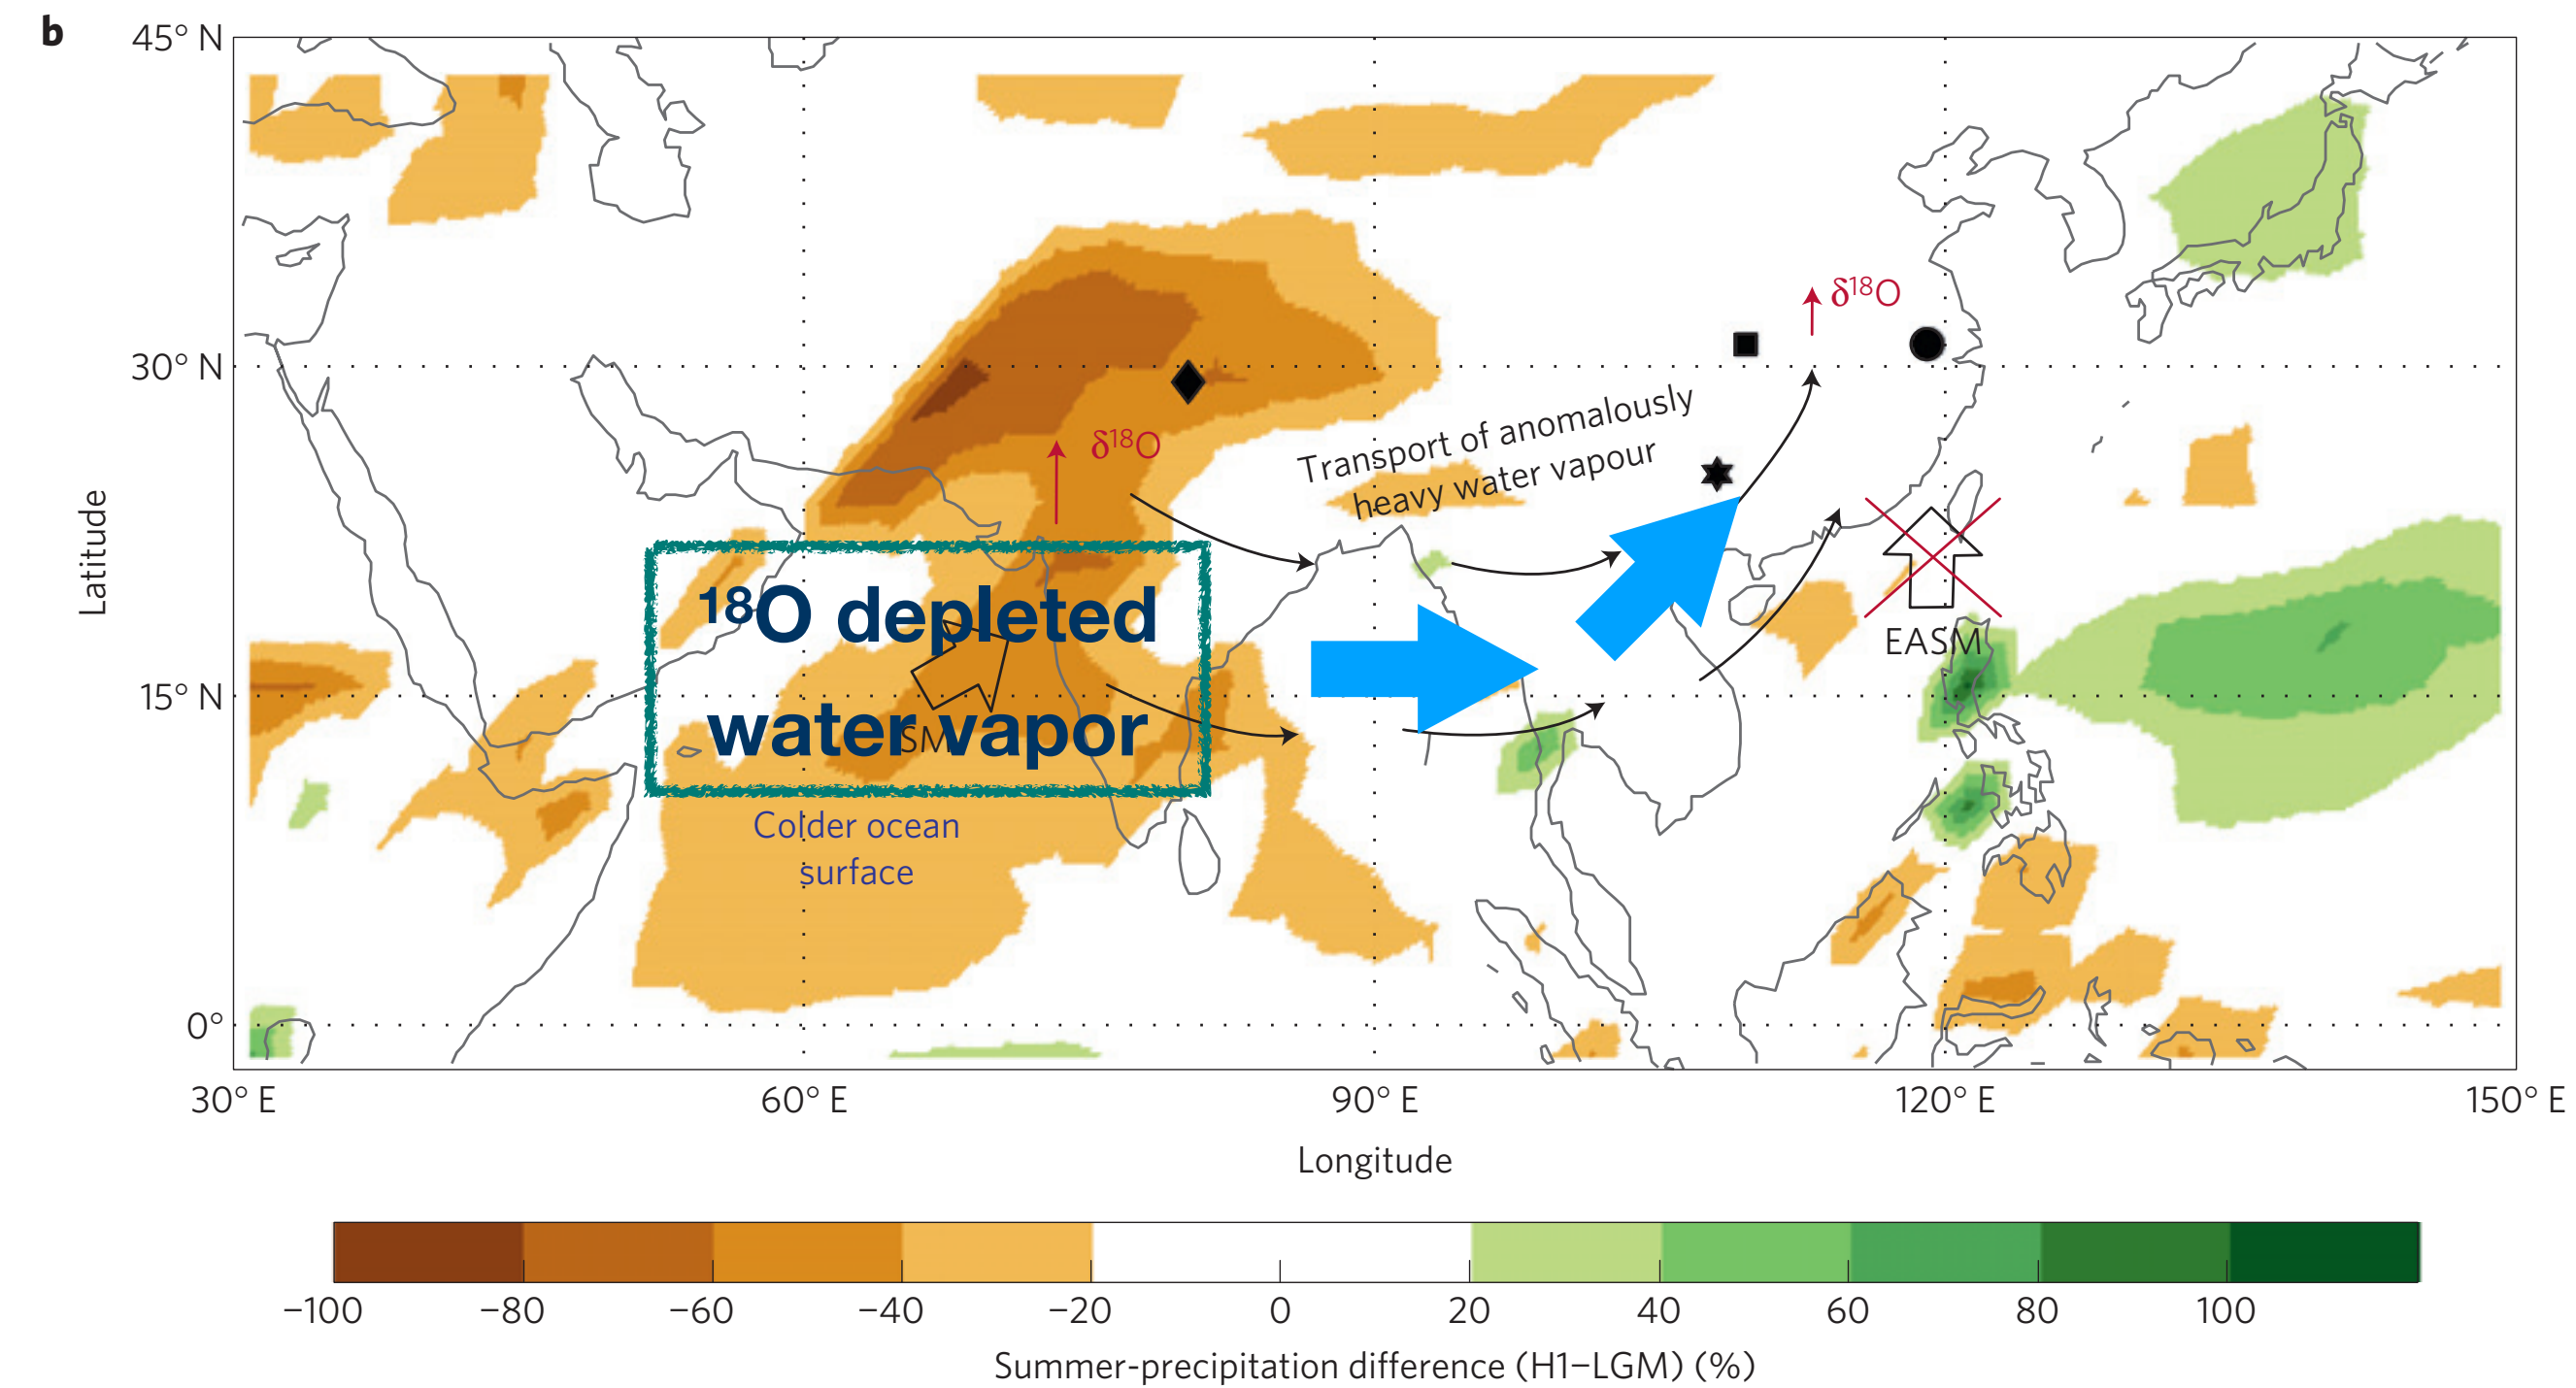 b
45° N
30° N
15° N
0°
Latitude
δ¹⁸O
δ¹⁸O
Transport of anomalously
heavy water vapour
¹⁸O depleted
water vapor
SM
EASM
Colder ocean
surface
30° E 60° E 90° E 120° E 150° E
Longitude
−100 −80 −60 −40 −20 0 20 40 60 80 100
Summer-precipitation difference (H1–LGM) (%)